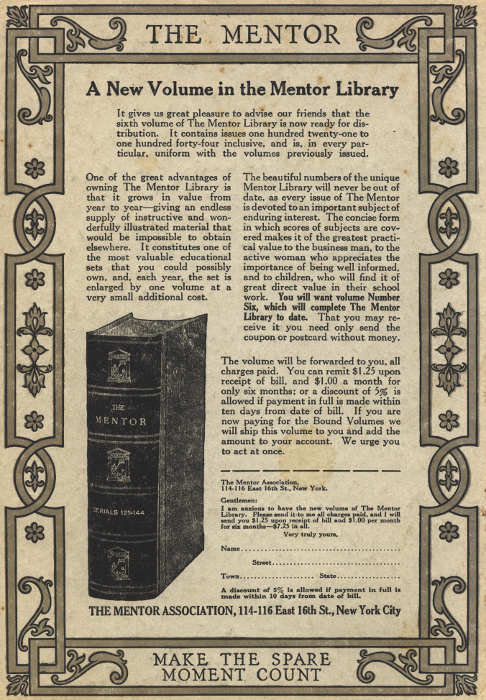 THE MENTOR
A New Volume in the Mentor Library
It gives us great pleasure to advise our friends that the
sixth volume of The Mentor Library is now ready for dis-
tribution. It contains issues one hundred twenty-one to
one hundred forty-four inclusive, and is, in every par-
ticular, uniform with the volumes previously issued.
One of the great advantages of
owning The Mentor Library is
that it grows in value from
year to year—giving an endless
supply of instructive and won-
derfully illustrated material that
would be impossible to obtain
elsewhere. It constitutes one of
the most valuable educational
sets that you could possibly
own, and, each year, the set is
enlarged by one volume at a
very small additional cost.
The beautiful numbers of the unique
Mentor Library will never be out of
date, as every issue of The Mentor
is devoted to an important subject of
enduring interest. The concise form
in which scores of subjects are cov-
ered makes it of the greatest practi-
cal value to the business man, to the
active woman who appreciates the
importance of being well informed,
and to children, who will find it of
great direct value in their school
work. You will want volume Number
Six, which will complete The Mentor
Library to date. That you may re-
ceive it you need only send the
coupon or postcard without money.
The volume will be forwarded to you, all
charges paid. You can remit $1.25 upon
receipt of bill, and $1.00 a month for
only six months; or a discount of 5% is
allowed if payment in full is made within
ten days from date of bill. If you are
now paying for the Bound Volumes we
will ship this volume to you and add the
amount to your account. We urge you
to act at once.
THE
MENTOR
SERIALS 121-144
The Mentor Association,
114-116 East 16th St., New York.
Gentlemen:
I am anxious to have the new volume of The Mentor
Library. Please send it to me all charges paid, and I will
send you $1.25 upon receipt of bill and $1.00 per month
for six months—$7.25 in all.
Very truly yours,
Name
Street
Town State
A discount of 5% is allowed if payment in full is
made within 10 days from date of bill.
THE MENTOR ASSOCIATION, 114-116 East 16th St., New York City
MAKE THE SPARE
MOMENT COUNT